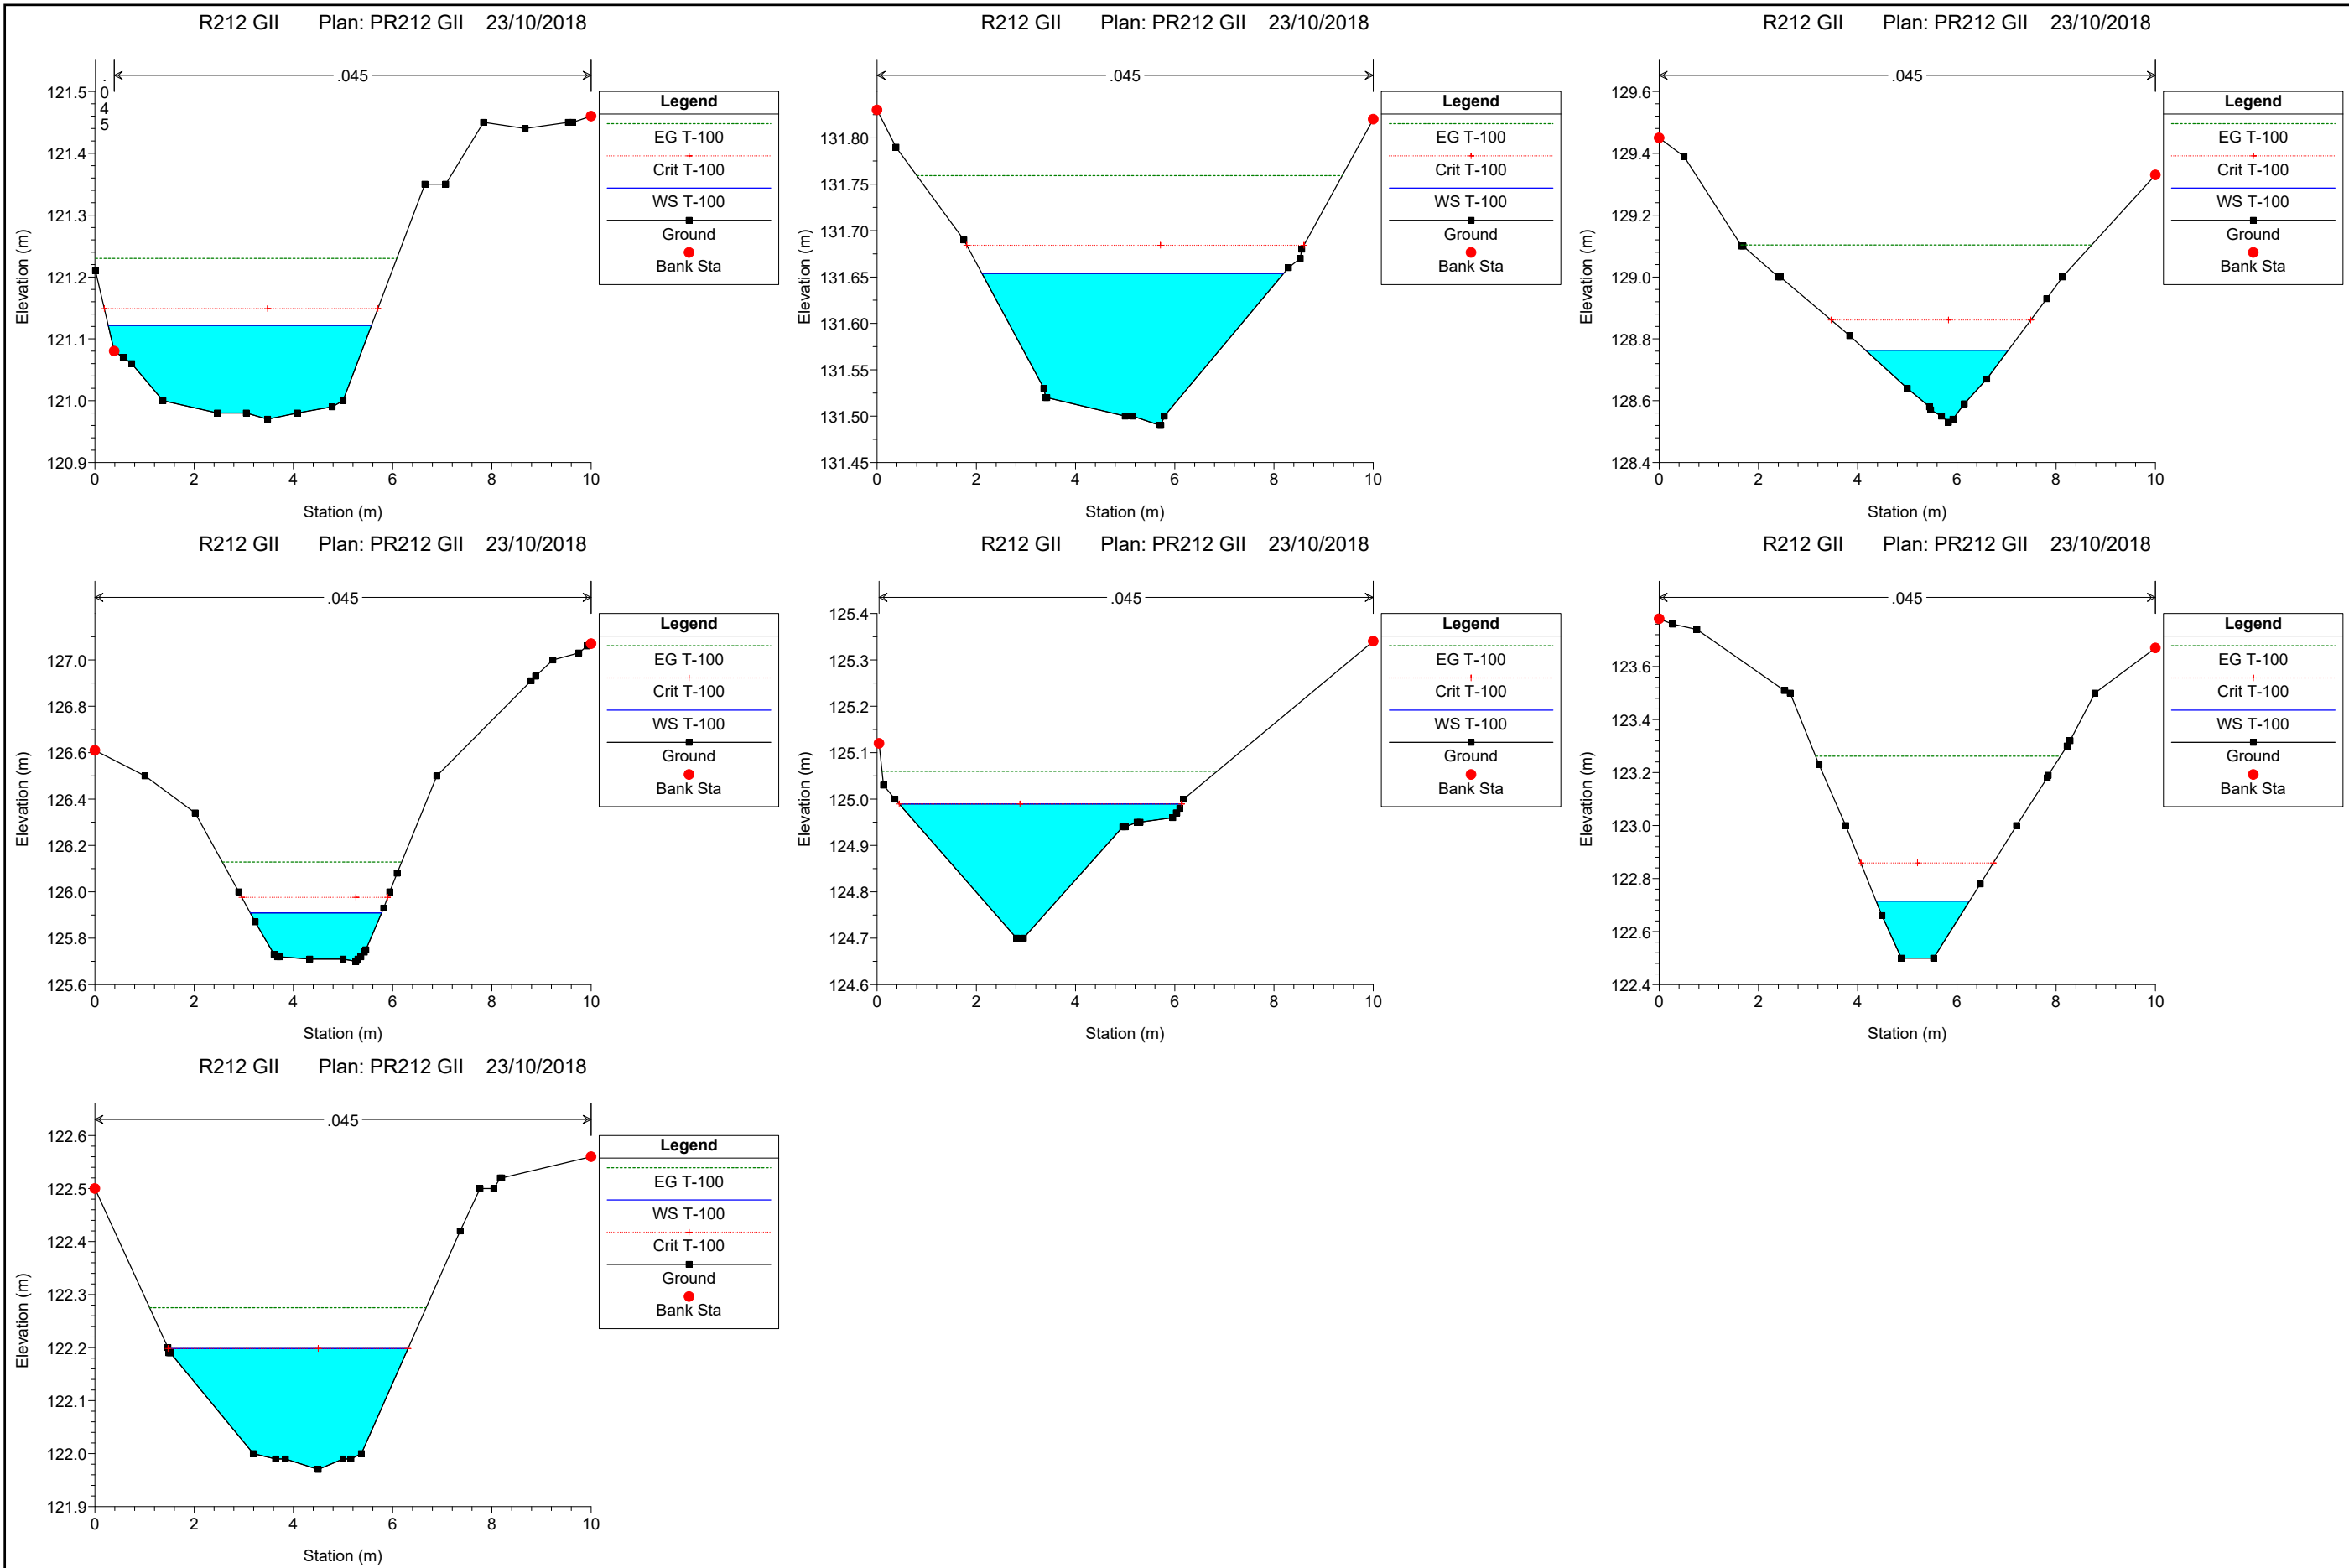 R212 GII Plan: PR212 GII 23/10/2018
.045
.045
121.5
121.4
121.3
121.2
121.1
121.0
120.9
Elevation (m)
0 2 4 6 8 10
Station (m)
Legend
EG T-100
Crit T-100
WS T-100
Ground
Bank Sta
R212 GII Plan: PR212 GII 23/10/2018
.045
131.80
131.75
131.70
131.65
131.60
131.55
131.50
131.45
Elevation (m)
0 2 4 6 8 10
Station (m)
Legend
EG T-100
Crit T-100
WS T-100
Ground
Bank Sta
R212 GII Plan: PR212 GII 23/10/2018
.045
129.6
129.4
129.2
129.0
128.8
128.6
128.4
Elevation (m)
0 2 4 6 8 10
Station (m)
Legend
EG T-100
Crit T-100
WS T-100
Ground
Bank Sta
R212 GII Plan: PR212 GII 23/10/2018
.045
127.0
126.8
126.6
126.4
126.2
126.0
125.8
125.6
Elevation (m)
0 2 4 6 8 10
Station (m)
Legend
EG T-100
Crit T-100
WS T-100
Ground
Bank Sta
R212 GII Plan: PR212 GII 23/10/2018
.045
125.4
125.3
125.2
125.1
125.0
124.9
124.8
124.7
124.6
Elevation (m)
0 2 4 6 8 10
Station (m)
Legend
EG T-100
Crit T-100
WS T-100
Ground
Bank Sta
R212 GII Plan: PR212 GII 23/10/2018
.045
123.6
123.4
123.2
123.0
122.8
122.6
122.4
Elevation (m)
0 2 4 6 8 10
Station (m)
Legend
EG T-100
Crit T-100
WS T-100
Ground
Bank Sta
R212 GII Plan: PR212 GII 23/10/2018
.045
122.6
122.5
122.4
122.3
122.2
122.1
122.0
121.9
Elevation (m)
0 2 4 6 8 10
Station (m)
Legend
EG T-100
WS T-100
Crit T-100
Ground
Bank Sta